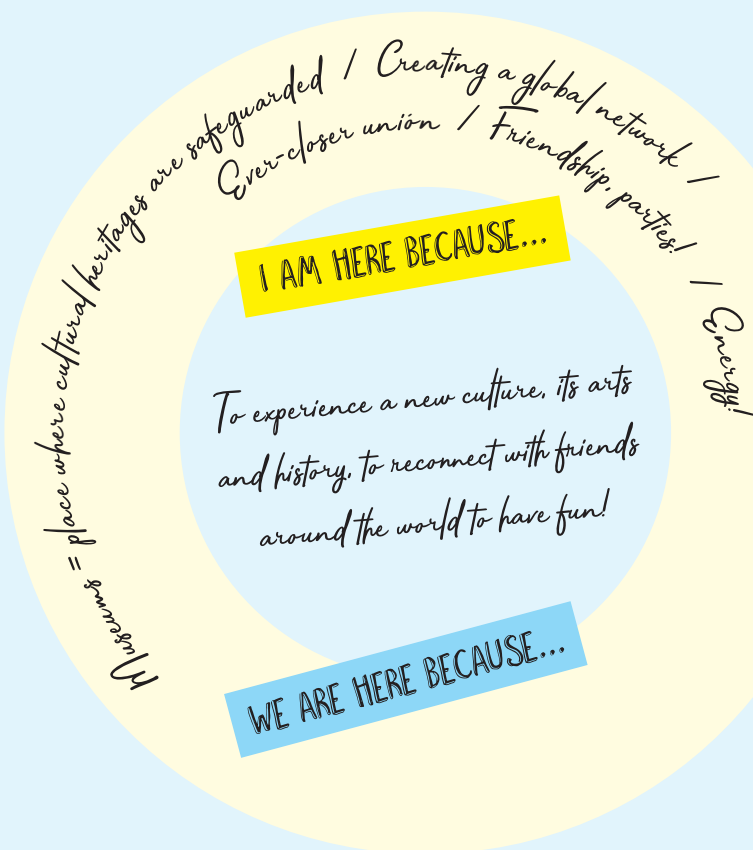 Museums = place where cultural heritages are safeguarded / Creating a global network /
Ever-closer union / Friendship, parties! / Energy!
I AM HERE BECAUSE...
To experience a new culture, its arts
and history, to reconnect with friends
around the world to have fun!
WE ARE HERE BECAUSE...